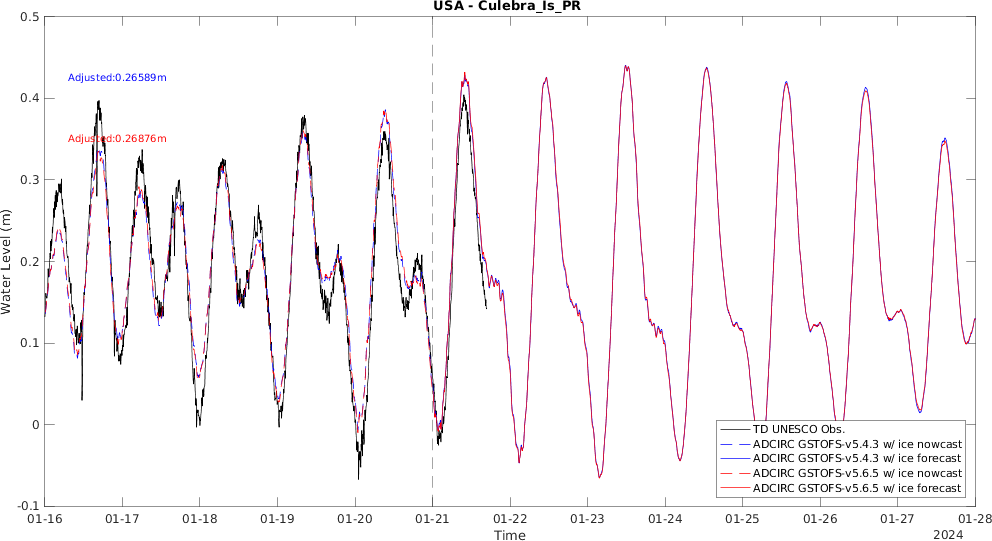 USA - Culebra_Is_PR
0.5
0.4
0.3
0.2
0.1
0
-0.1
Water Level (m)
Adjusted:0.26589m
Adjusted:0.26876m
TD UNESCO Obs.
ADCIRC GSTOFS-v5.4.3 w/ ice nowcast
ADCIRC GSTOFS-v5.4.3 w/ ice forecast
ADCIRC GSTOFS-v5.6.5 w/ ice nowcast
ADCIRC GSTOFS-v5.6.5 w/ ice forecast
01-16 01-17 01-18 01-19 01-20 01-21 01-22 01-23 01-24 01-25 01-26 01-27 01-28
Time
2024